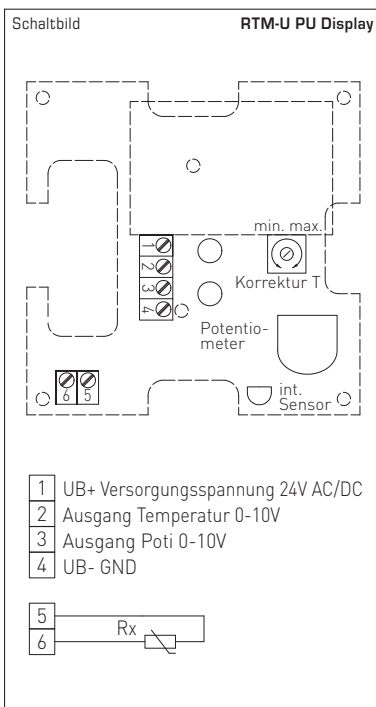 Schaltbild RTM-U PU Display
min. max.
1
2
3
4
Korrektur T
Potentio-
meter
6 5
int.
Sensor
1 UB+ Versorgungsspannung 24V AC/DC
2 Ausgang Temperatur 0-10V
3 Ausgang Poti 0-10V
4 UB- GND
5
Rx
6